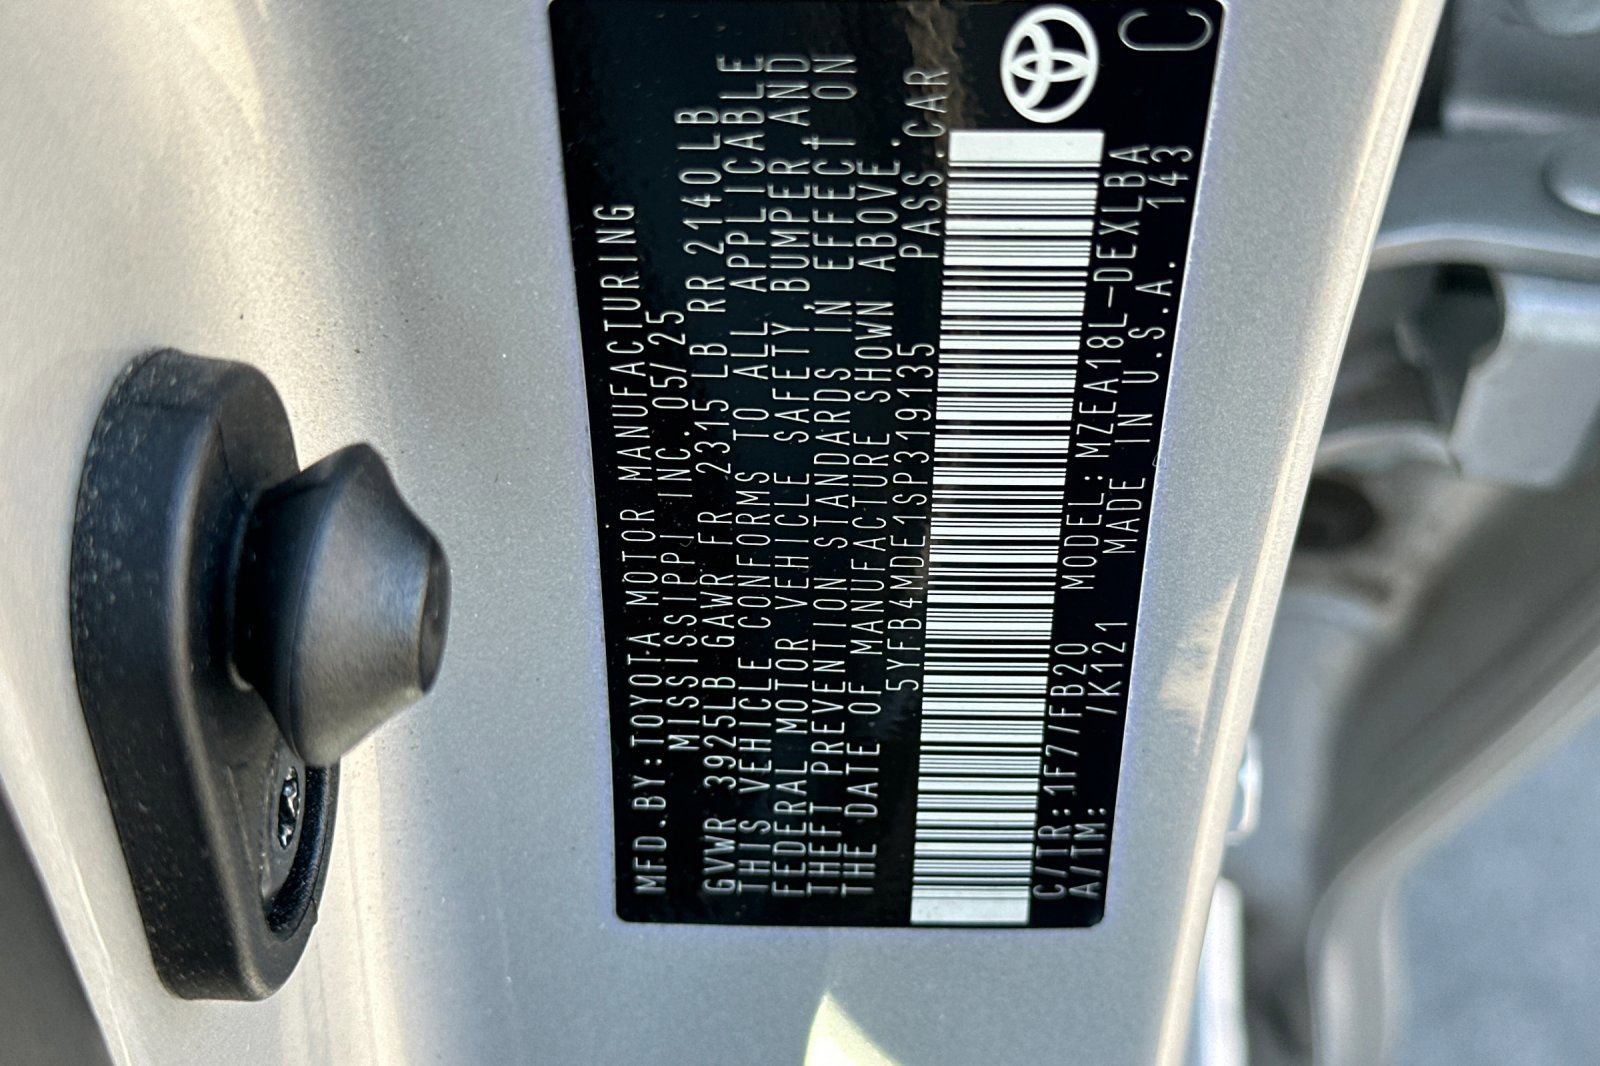 MFD.BY:TOYOTA MOTOR MANUFACTURING
MISSISSIPPI INC.05/25
GVWR 3925LB GAWR FR 2315 LB RR 2140LB
THIS VEHICLE CONFORMS TO ALL APPLICABLE
FEDERAL MOTOR VEHICLE SAFETY, BUMPER, AND
THEFT PREVENTION STANDARDS IN EFFECT ON
THE DATE OF MANUFACTURE SHOWN ABOVE.
5YFB4MDE1SP319135 PASS.CAR
C/TR:1F7/FB20 MODEL:MZEA18L-DEXLBA
A/TM: /K121 MADE IN U.S.A. 143
C